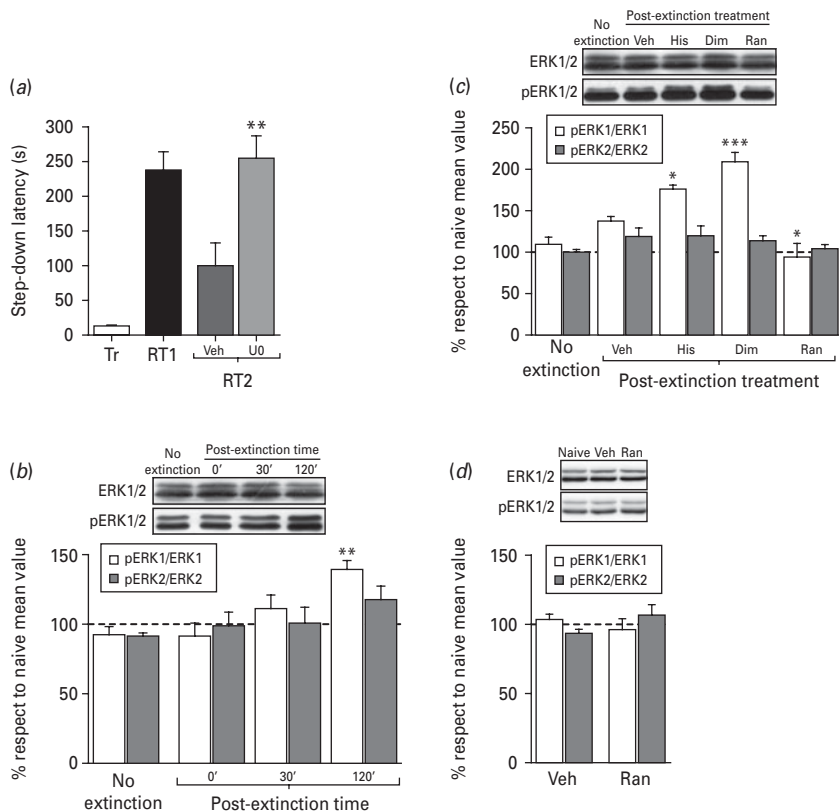 (a)
Step-down latency (s)
300
250
200
150
100
50
0
**
Tr
RT1
Veh
U0
RT2
(c)
No extinction
Post-extinction treatment
Veh His Dim Ran
ERK1/2
pERK1/2
% respect to naive mean value
250
200
150
100
50
0
pERK1/ERK1
pERK2/ERK2
*
***
*
No extinction
Veh His Dim Ran
Post-extinction treatment
(b)
No extinction
Post-extinction time
0′ 30′ 120′
ERK1/2
pERK1/2
% respect to naive mean value
150
100
50
0
pERK1/ERK1
pERK2/ERK2
**
No extinction
0′ 30′ 120′
Post-extinction time
(d)
Naive Veh Ran
ERK1/2
pERK1/2
% respect to naive mean value
150
100
50
0
pERK1/ERK1
pERK2/ERK2
Veh Ran